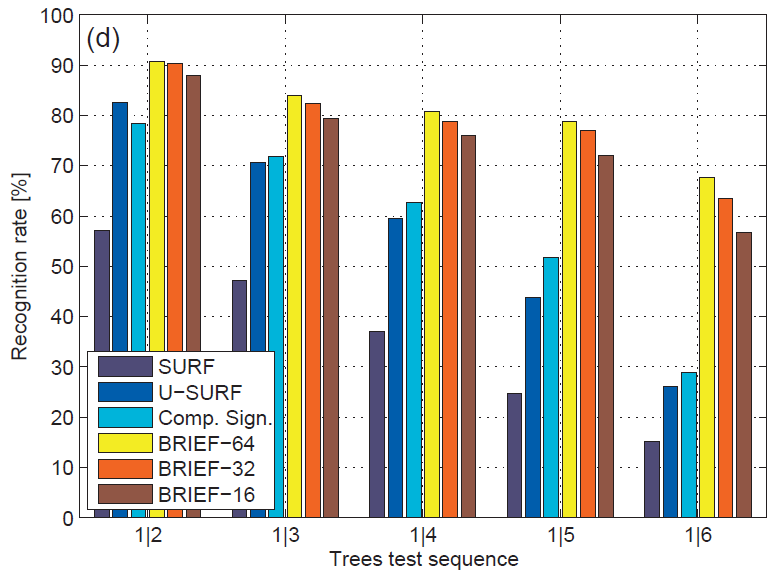 (d)
Recognition rate [%]
100
90
80
70
60
50
40
30
20
10
0
SURF
U-SURF
Comp. Sign.
BRIEF-64
BRIEF-32
BRIEF-16
1|2 1|3 1|4 1|5 1|6
Trees test sequence